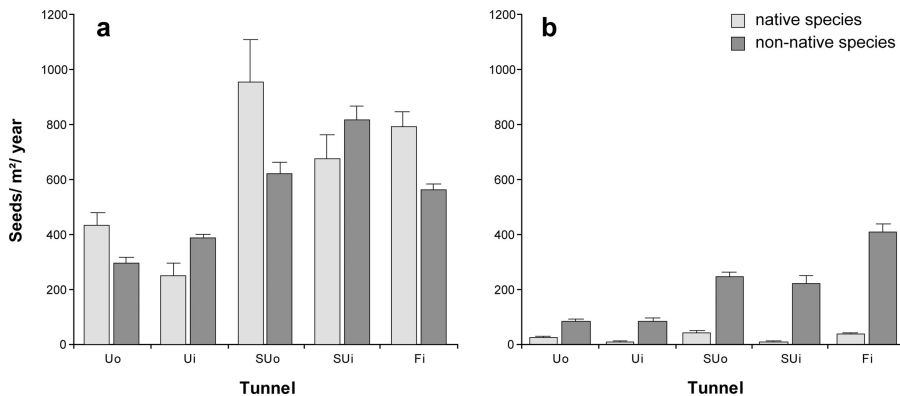 a
1200
1000
800
600
400
200
0
Seeds/ m²/ year
Uo Ui SUo SUi Fi
Tunnel
b
native species
non-native species
1200
1000
800
600
400
200
0
Uo Ui SUo SUi Fi
Tunnel